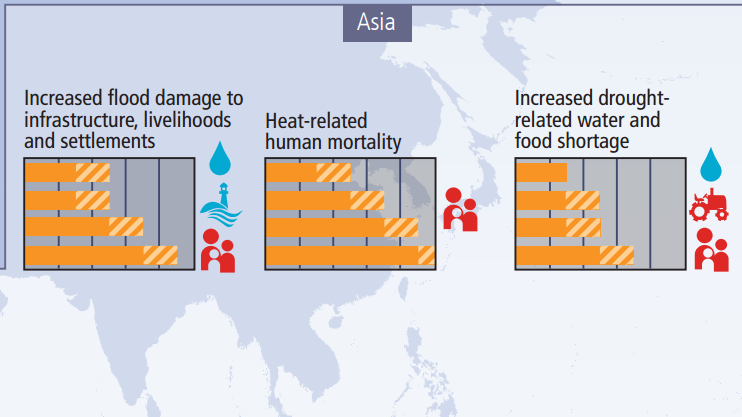 Asia
Increased flood damage to
infrastructure, livelihoods
and settlements
Heat-related
human mortality
Increased drought-
related water and
food shortage